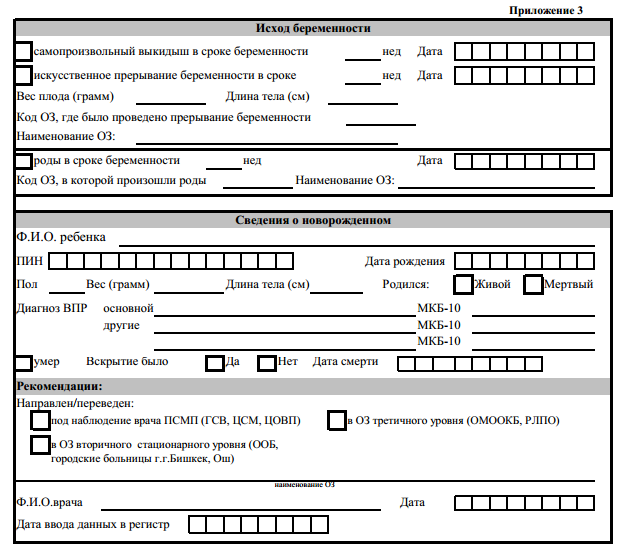 Приложение 3
Исход беременности
самопроизвольный выкидыш в сроке беременности нед Дата
искусственное прерывание беременности в сроке нед Дата
Вес плода (грамм) Длина тела (см)
Код ОЗ, где было проведено прерывание беременности
Наименование ОЗ:
роды в сроке беременности нед Дата
Код ОЗ, в которой произошли роды Наименование ОЗ:
Сведения о новорожденном
Ф.И.О. ребенка
ПИН Дата рождения
Пол Вес (грамм) Длина тела (см) Родился: Живой Мертвый
Диагноз ВПР основной МКБ-10
другие МКБ-10
МКБ-10
умер Вскрытие было Да Нет Дата смерти
Рекомендации:
Направлен/переведен:
под наблюдение врача ПСМП (ГСВ, ЦСМ, ЦОВП) в ОЗ третичного уровня (ОМООКБ, РЛПО)
в ОЗ вторичного стационарного уровня (ООБ,
городские больницы г.г.Бишкек, Ош)
наименование ОЗ
Ф.И.О.врача Дата
Дата ввода данных в регистр